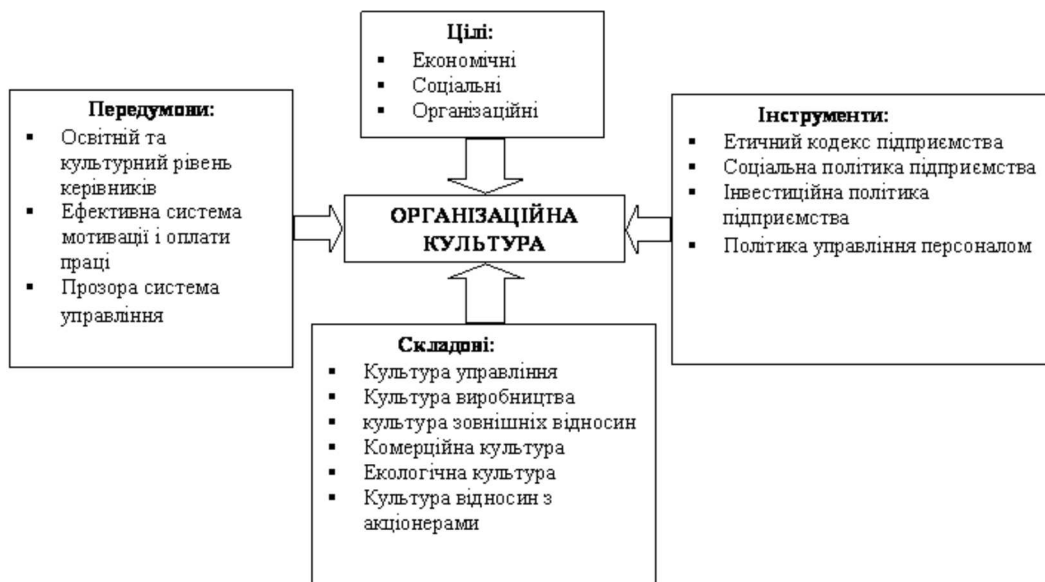 Цілі:
▪ Економічні
▪ Соціальні
▪ Організаційні
Передумови:
▪ Освітній та
культурний рівень
керівників
▪ Ефективна система
мотивації і оплати
праці
▪ Прозора система
управління
ОРГАНІЗАЦІЙНА
КУЛЬТУРА
Інструменти:
▪ Етичний кодекс підприємства
▪ Соціальна політика підприємства
▪ Інвестиційна політика
підприємства
▪ Політика управління персоналом
Складові:
▪ Культура управління
▪ Культура виробництва
▪ культура зовнішніх відносин
▪ Комерційна культура
▪ Екологічна культура
▪ Культура відносин з
акціонерами